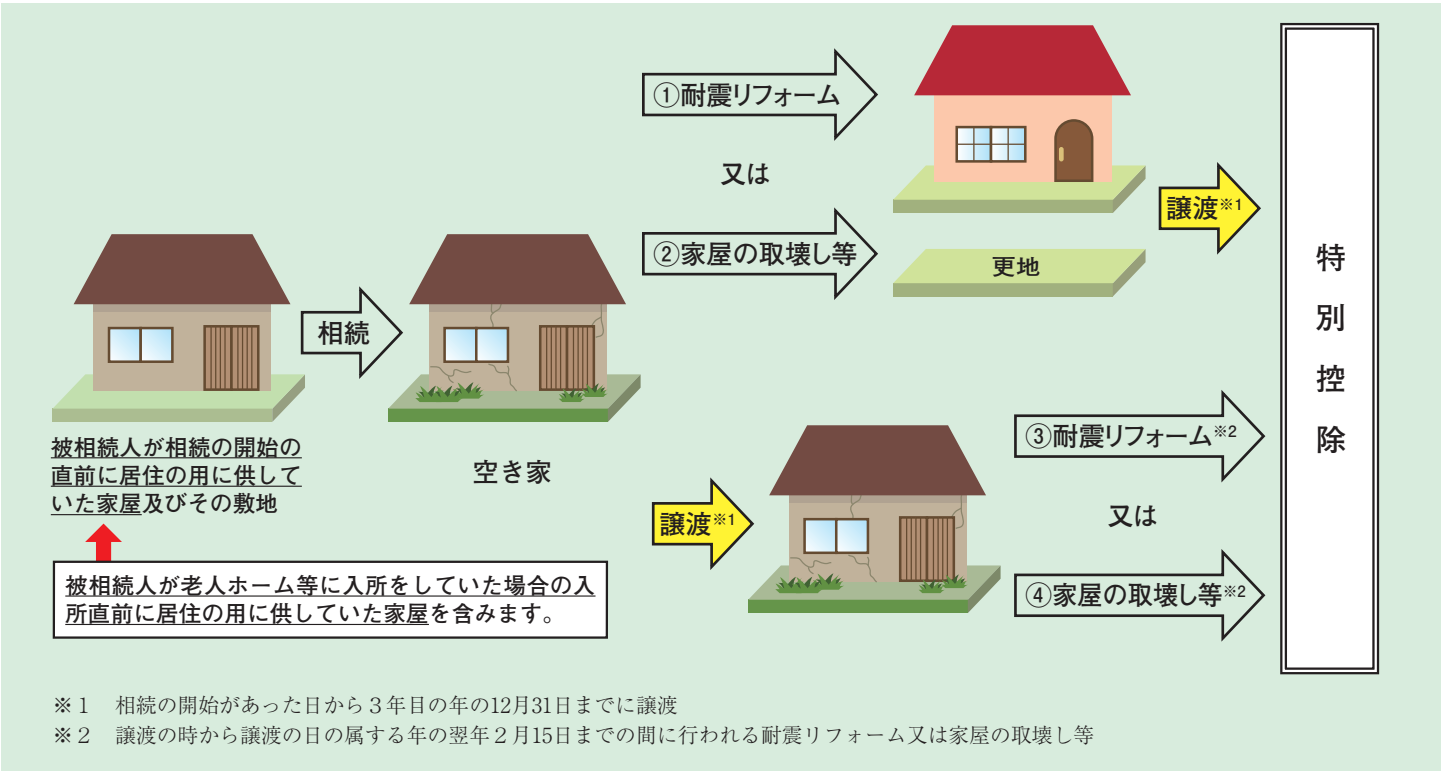 ①耐震リフォーム
又は
②家屋の取壊し等
更地
譲渡※1
相続
被相続人が相続の開始の
直前に居住の用に供して
いた家屋及びその敷地
空き家
被相続人が老人ホーム等に入所をしていた場合の入
所直前に居住の用に供していた家屋を含みます。
譲渡※1
③耐震リフォーム※2
又は
④家屋の取壊し等※2
特別控除
※1　相続の開始があった日から3年目の年の12月31日までに譲渡
※2　譲渡の時から譲渡の日の属する年の翌年2月15日までの間に行われる耐震リフォーム又は家屋の取壊し等